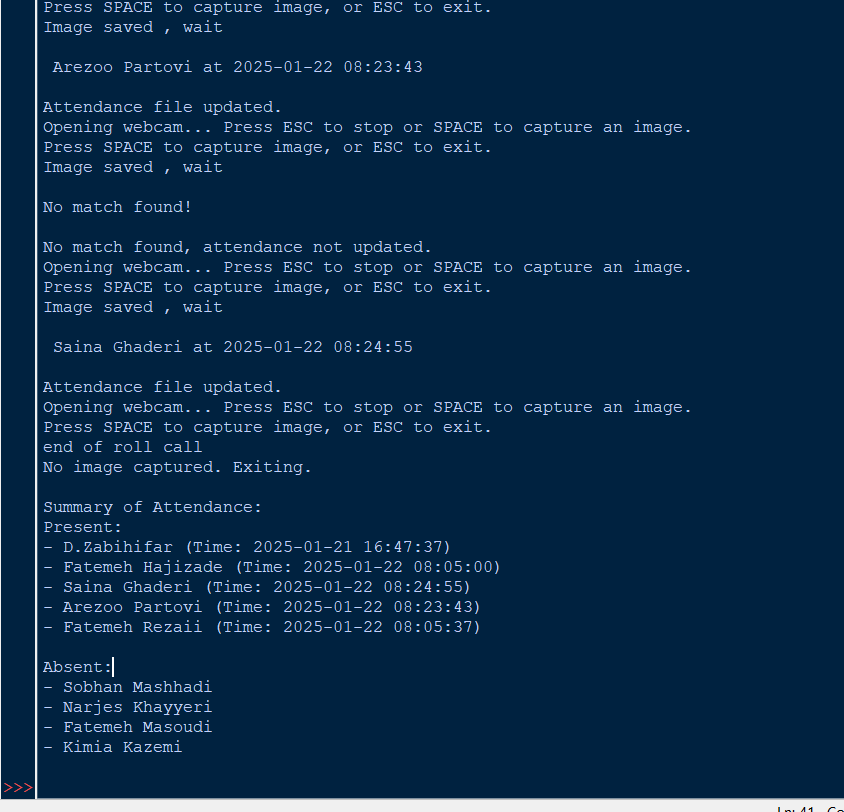 Press SPACE to capture image, or ESC to exit.
Image saved , wait
Arezoo Partovi at 2025-01-22 08:23:43
Attendance file updated.
Opening webcam... Press ESC to stop or SPACE to capture an image.
Press SPACE to capture image, or ESC to exit.
Image saved , wait
No match found!
No match found, attendance not updated.
Opening webcam... Press ESC to stop or SPACE to capture an image.
Press SPACE to capture image, or ESC to exit.
Image saved , wait
Saina Ghaderi at 2025-01-22 08:24:55
Attendance file updated.
Opening webcam... Press ESC to stop or SPACE to capture an image.
Press SPACE to capture image, or ESC to exit.
end of roll call
No image captured. Exiting.
Summary of Attendance:
Present:
- D.Zabihifar (Time: 2025-01-21 16:47:37)
- Fatemeh Hajizade (Time: 2025-01-22 08:05:00)
- Saina Ghaderi (Time: 2025-01-22 08:24:55)
- Arezoo Partovi (Time: 2025-01-22 08:23:43)
- Fatemeh Rezaii (Time: 2025-01-22 08:05:37)
Absent:
- Sobhan Mashhadi
- Narjes Khayyeri
- Fatemeh Masoudi
- Kimia Kazemi
>>>